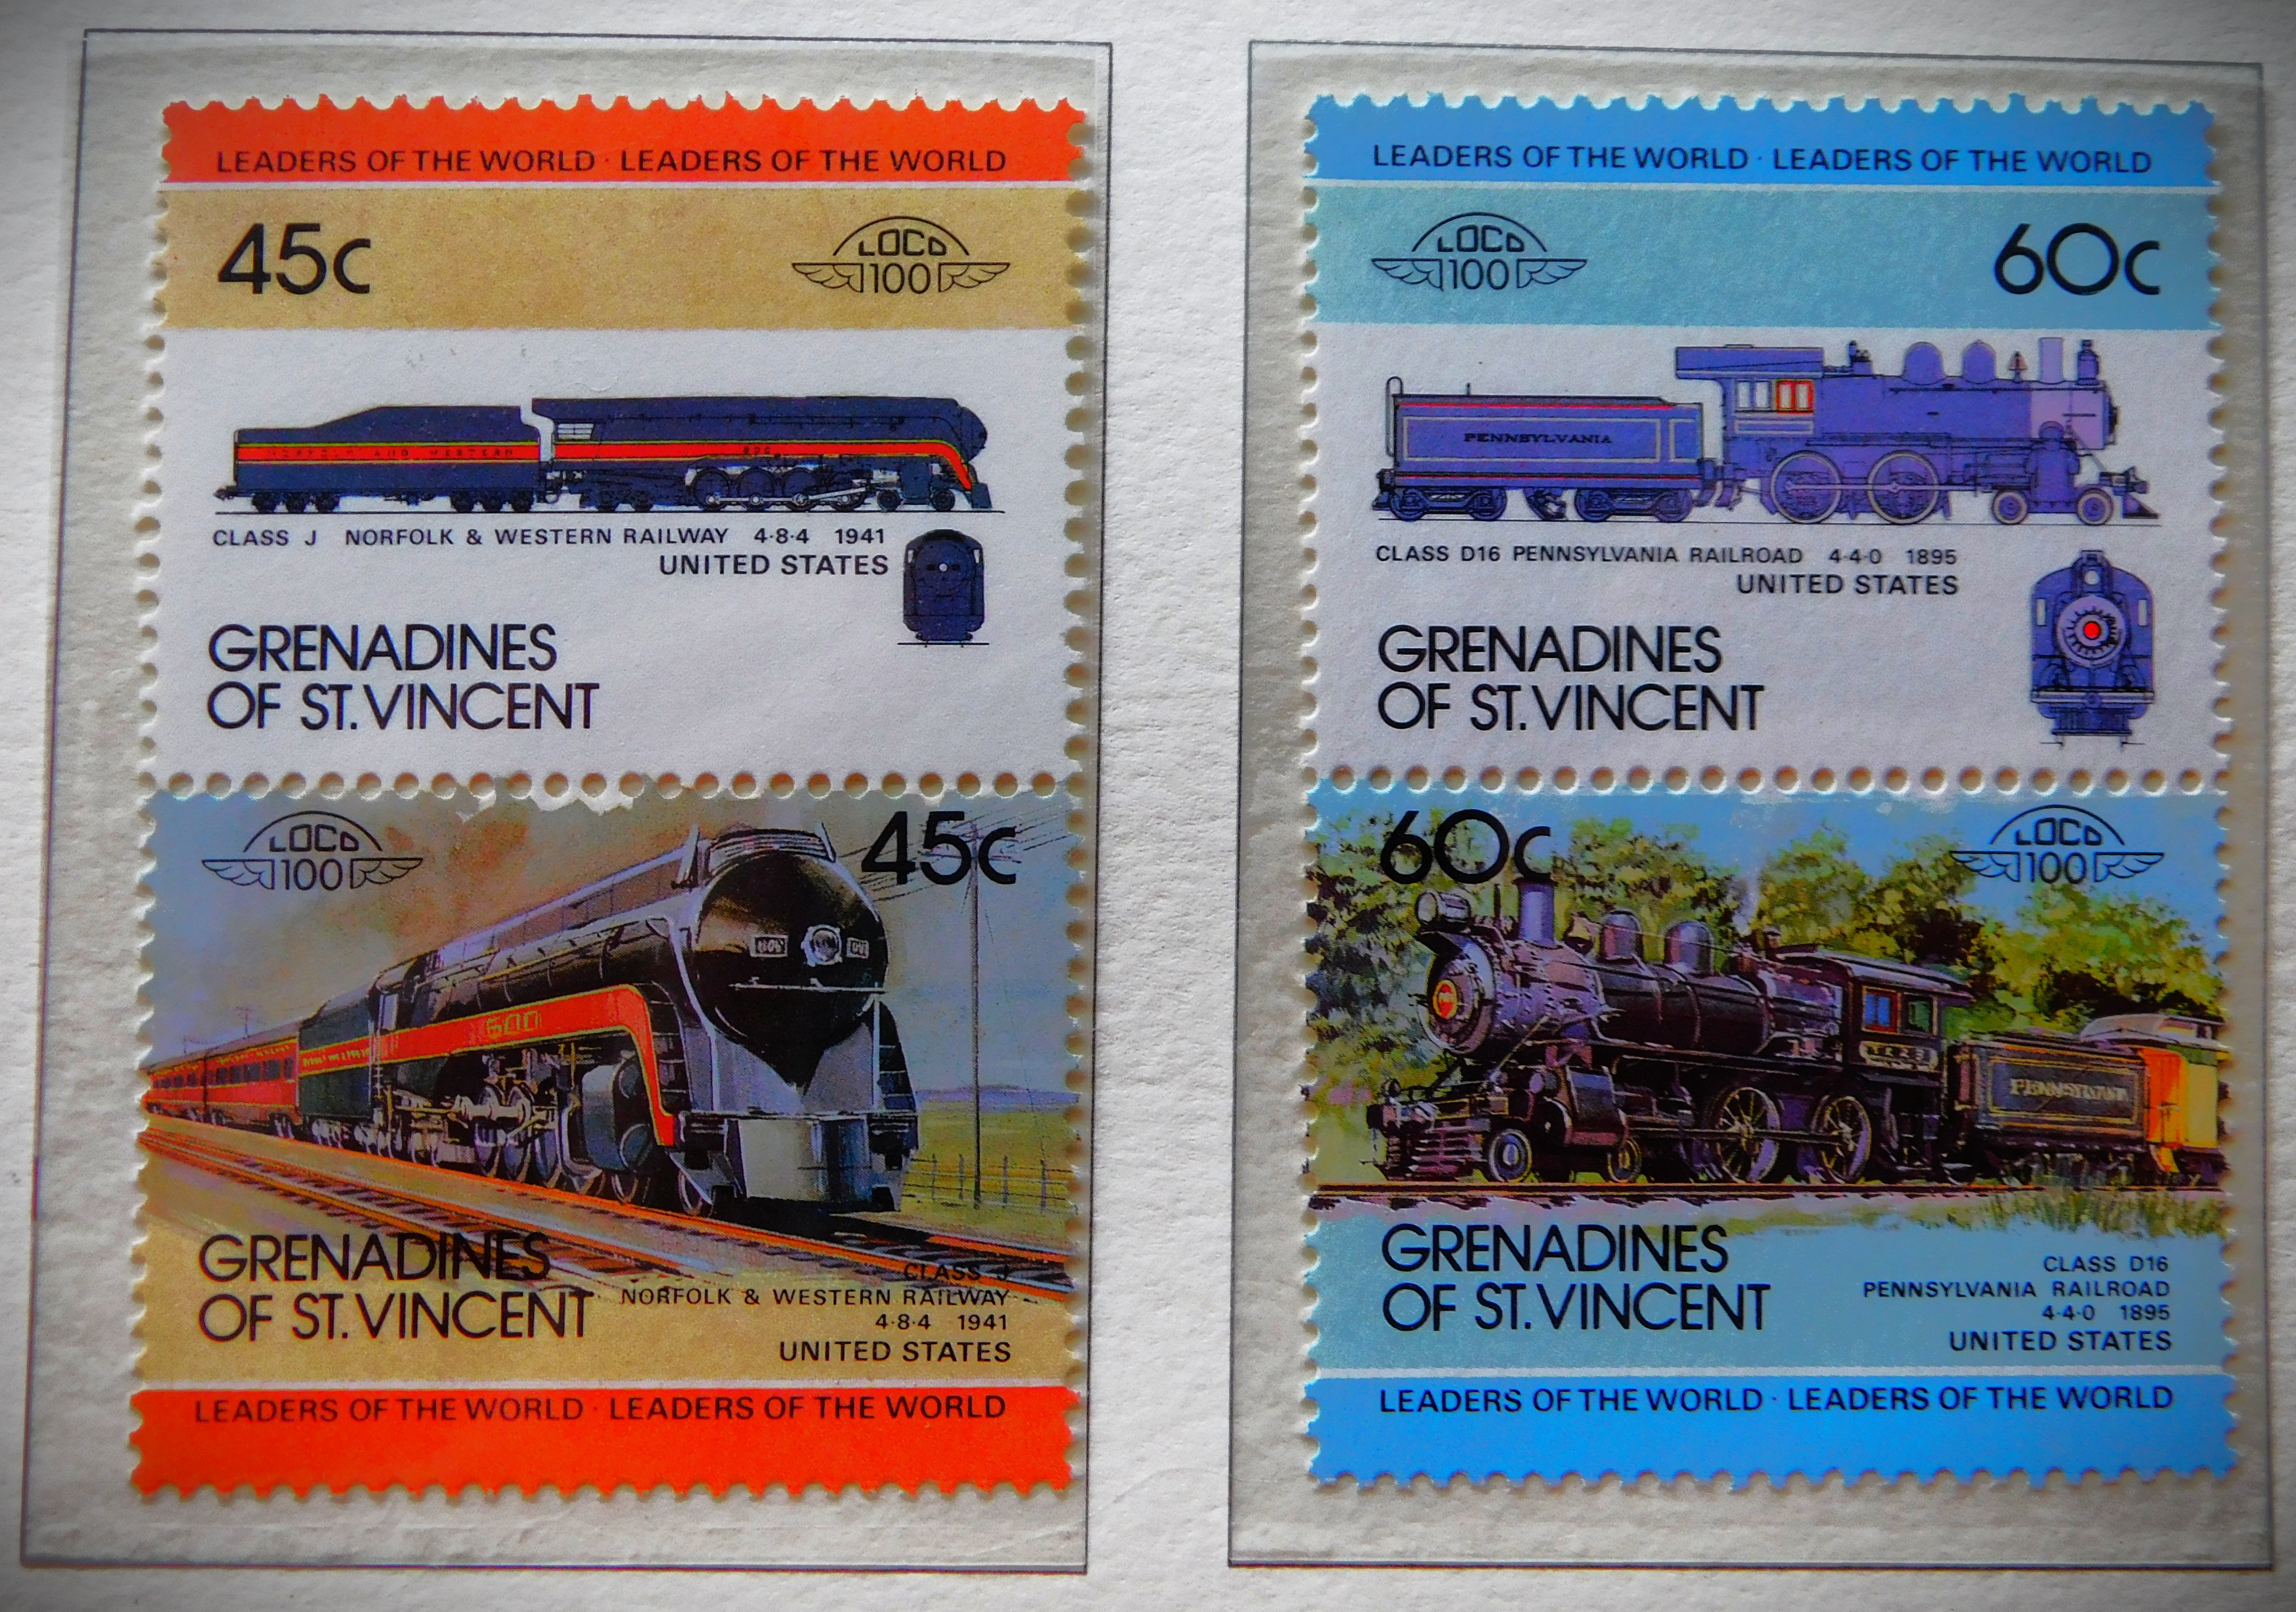 LEADERS OF THE WORLD · LEADERS OF THE WORLD
45c
LOCO
100
CLASS J NORFOLK & WESTERN RAILWAY 4·8·4 1941
UNITED STATES
GRENADINES
OF ST. VINCENT
LOCO
100
45c
600
GRENADINES
OF ST. VINCENT
CLASS J
NORFOLK & WESTERN RAILWAY
4·8·4 1941
UNITED STATES
LEADERS OF THE WORLD · LEADERS OF THE WORLD
LEADERS OF THE WORLD · LEADERS OF THE WORLD
LOCO
100
60c
PENNSYLVANIA
CLASS D16 PENNSYLVANIA RAILROAD 4·4·0 1895
UNITED STATES
GRENADINES
OF ST. VINCENT
60c
LOCO
100
PENNSYLVANIA
GRENADINES
OF ST. VINCENT
CLASS D16
PENNSYLVANIA RAILROAD
4·4·0 1895
UNITED STATES
LEADERS OF THE WORLD · LEADERS OF THE WORLD